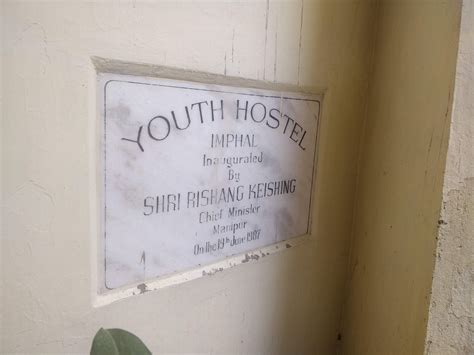 YOUTH HOSTEL
IMPHAL
Inaugurated
By
SHRI RISHANG KEISHING
Chief Minister
Manipur
On the 19th June 1987